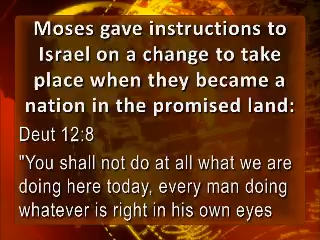 Moses gave instructions to
Israel on a change to take
place when they became a
nation in the promised land:
Deut 12:8
"You shall not do at all what we are
doing here today, every man doing
whatever is right in his own eyes